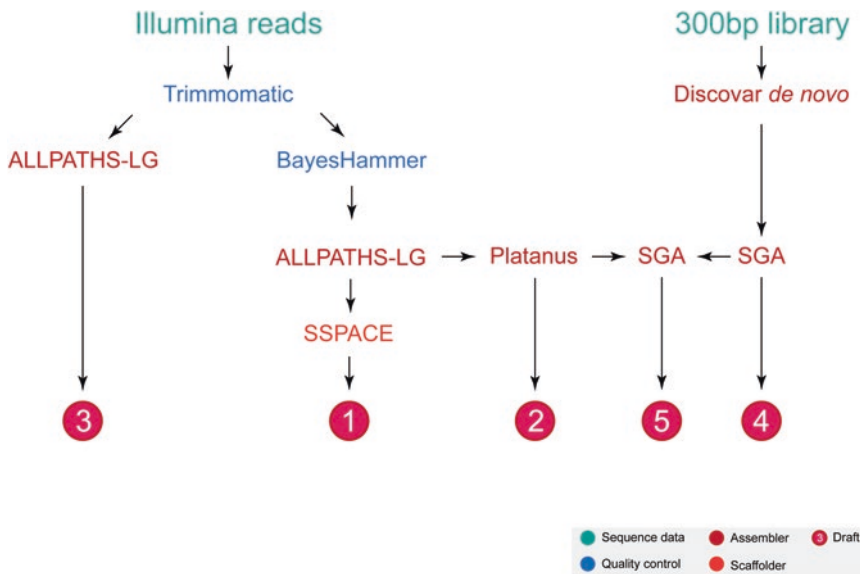 Illumina reads
300bp library
Trimmomatic
Discovar de novo
ALLPATHS-LG
BayesHammer
ALLPATHS-LG
Platanus
SGA
SGA
SSPACE
3
1
2
5
4
Sequence data
Assembler
3 Draft
Quality control
Scaffolder